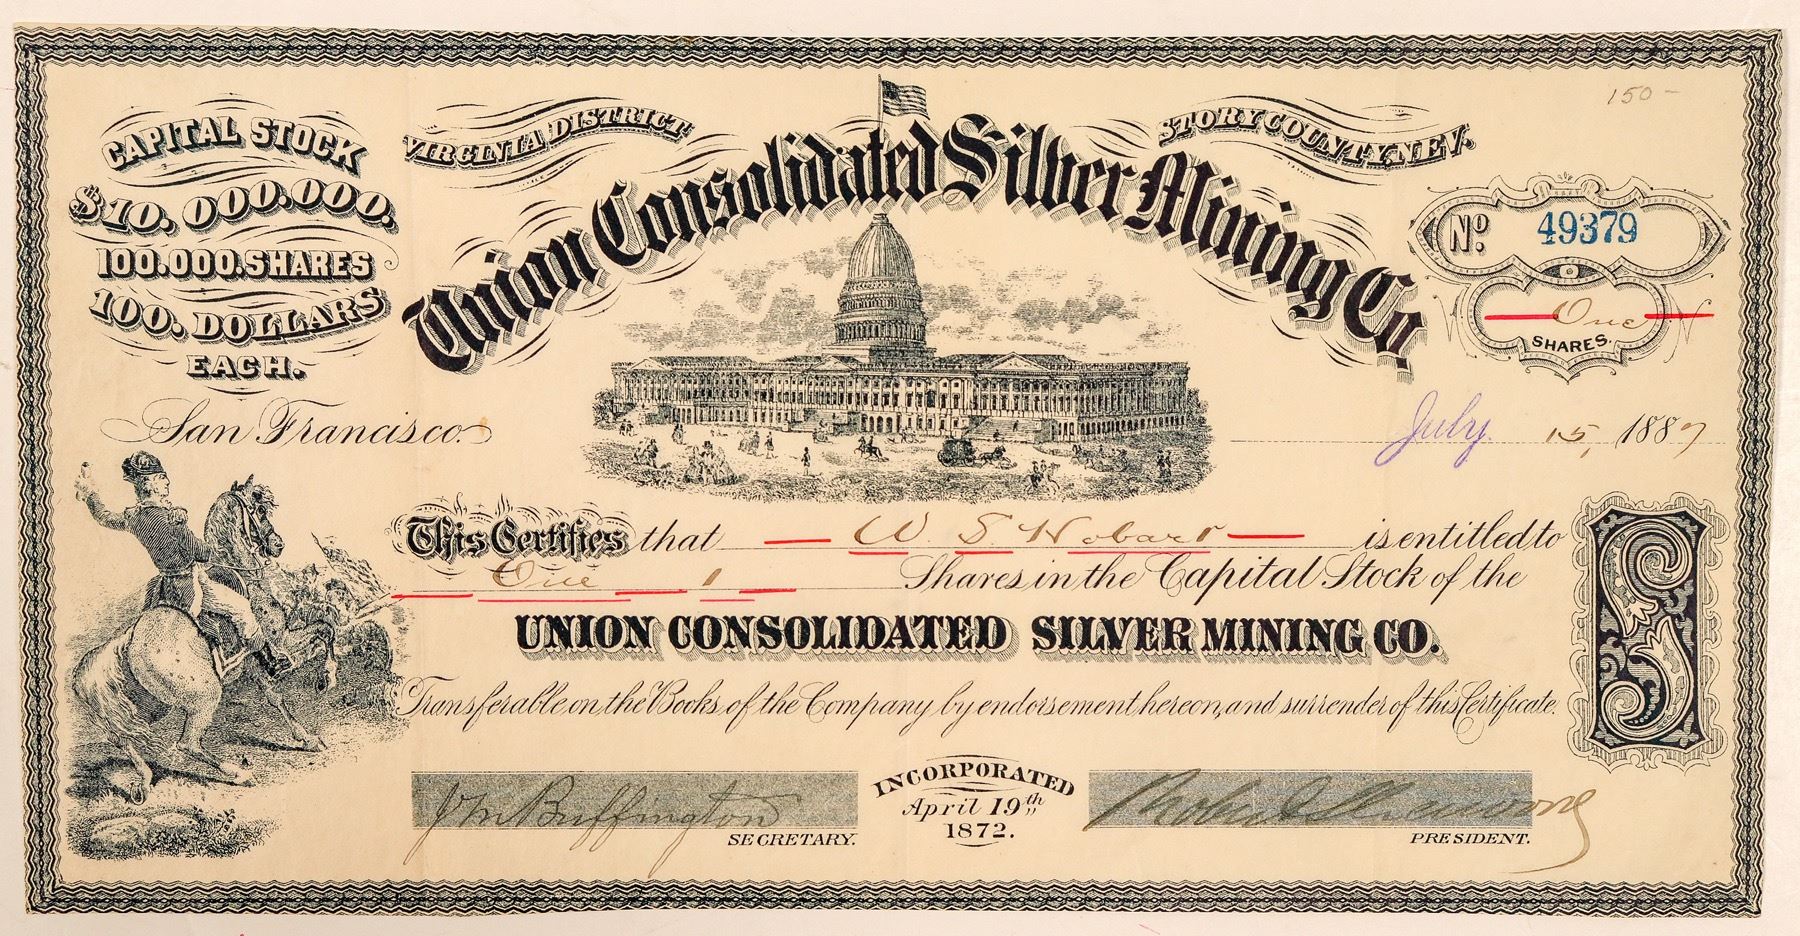 150-
CAPITAL STOCK
$10.000.000.
100.000.SHARES
100. DOLLARS
EACH.
VIRGINIA DISTRICT
STORY COUNTY NEV.
Union Consolidated Silver Mining Co
No. 49379
One
SHARES.
San Francisco.
July 15, 1887
This Certifies that W. S. Hobart is entitled to
One 1 Shares in the Capital Stock of the
UNION CONSOLIDATED SILVER MINING CO.
Transferable on the Books of the Company by endorsement hereon, and surrender of this Certificate.
J M Buffington
SECRETARY.
INCORPORATED
April 19th
1872.
PRESIDENT.